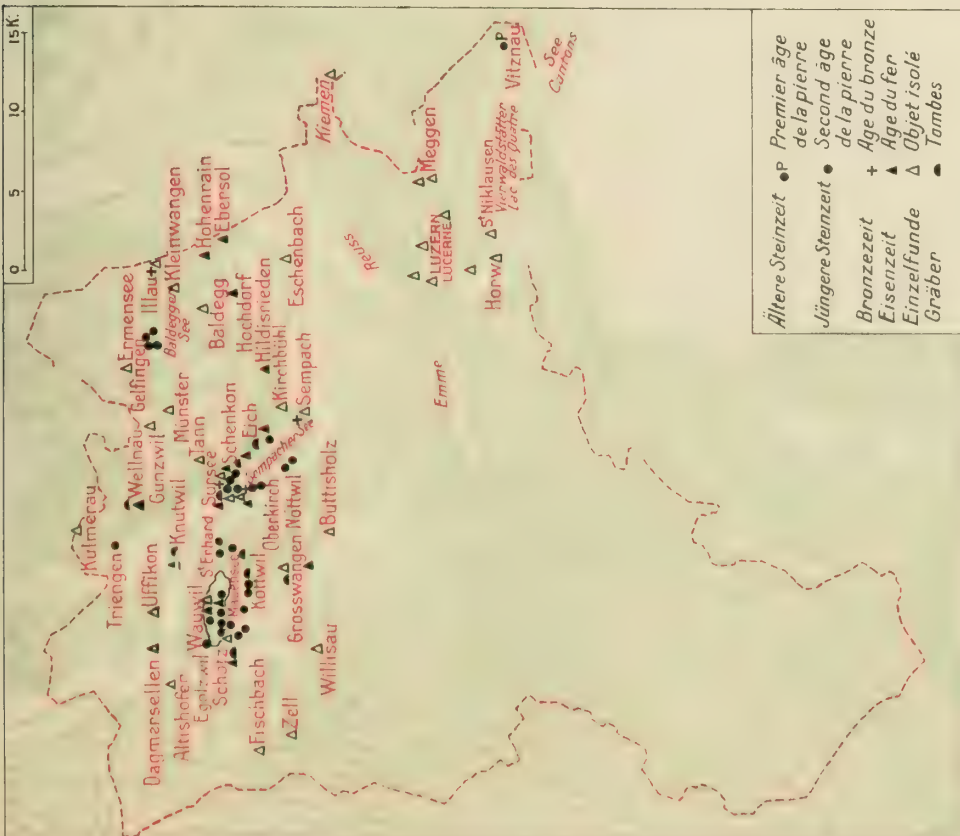 0 5 10 15K:
Kulmerau
Triengen
Wellnau
Gelfingen
Ermensee
Illau
Dagmersellen
Uffikon
Gunzwil
Baldegger
See
Kleinwangen
Altishofen
Knutwil
Münster
Egolzwil
Wauwil
St Erhard
Sursee
Tann
Baldegg
Hohenrain
Schötz
Schenkon
Ebersol
Hochdorf
Kottwil
Eich
Hildisrieden
Fischbach
Oberkirch
Sempacher See
Kirchbühl
Eschenbach
Zell
Grosswangen
Nottwil
Sempach
Kiemen
Willisau
Buttisholz
Reuss
Emme
LUZERN
LUCERNE
Meggen
Horw
St Niklausen
Vierwaldstätter
See
Lac des Quatre
Cantons
Vitznau
P
Ältere Steinzeit P Premier âge
de la pierre
Jüngere Steinzeit Second âge
de la pierre
Bronzezeit + Age du bronze
Eisenzeit Âge du fer
Einzelfunde Objet isolé
Gräber Tombes